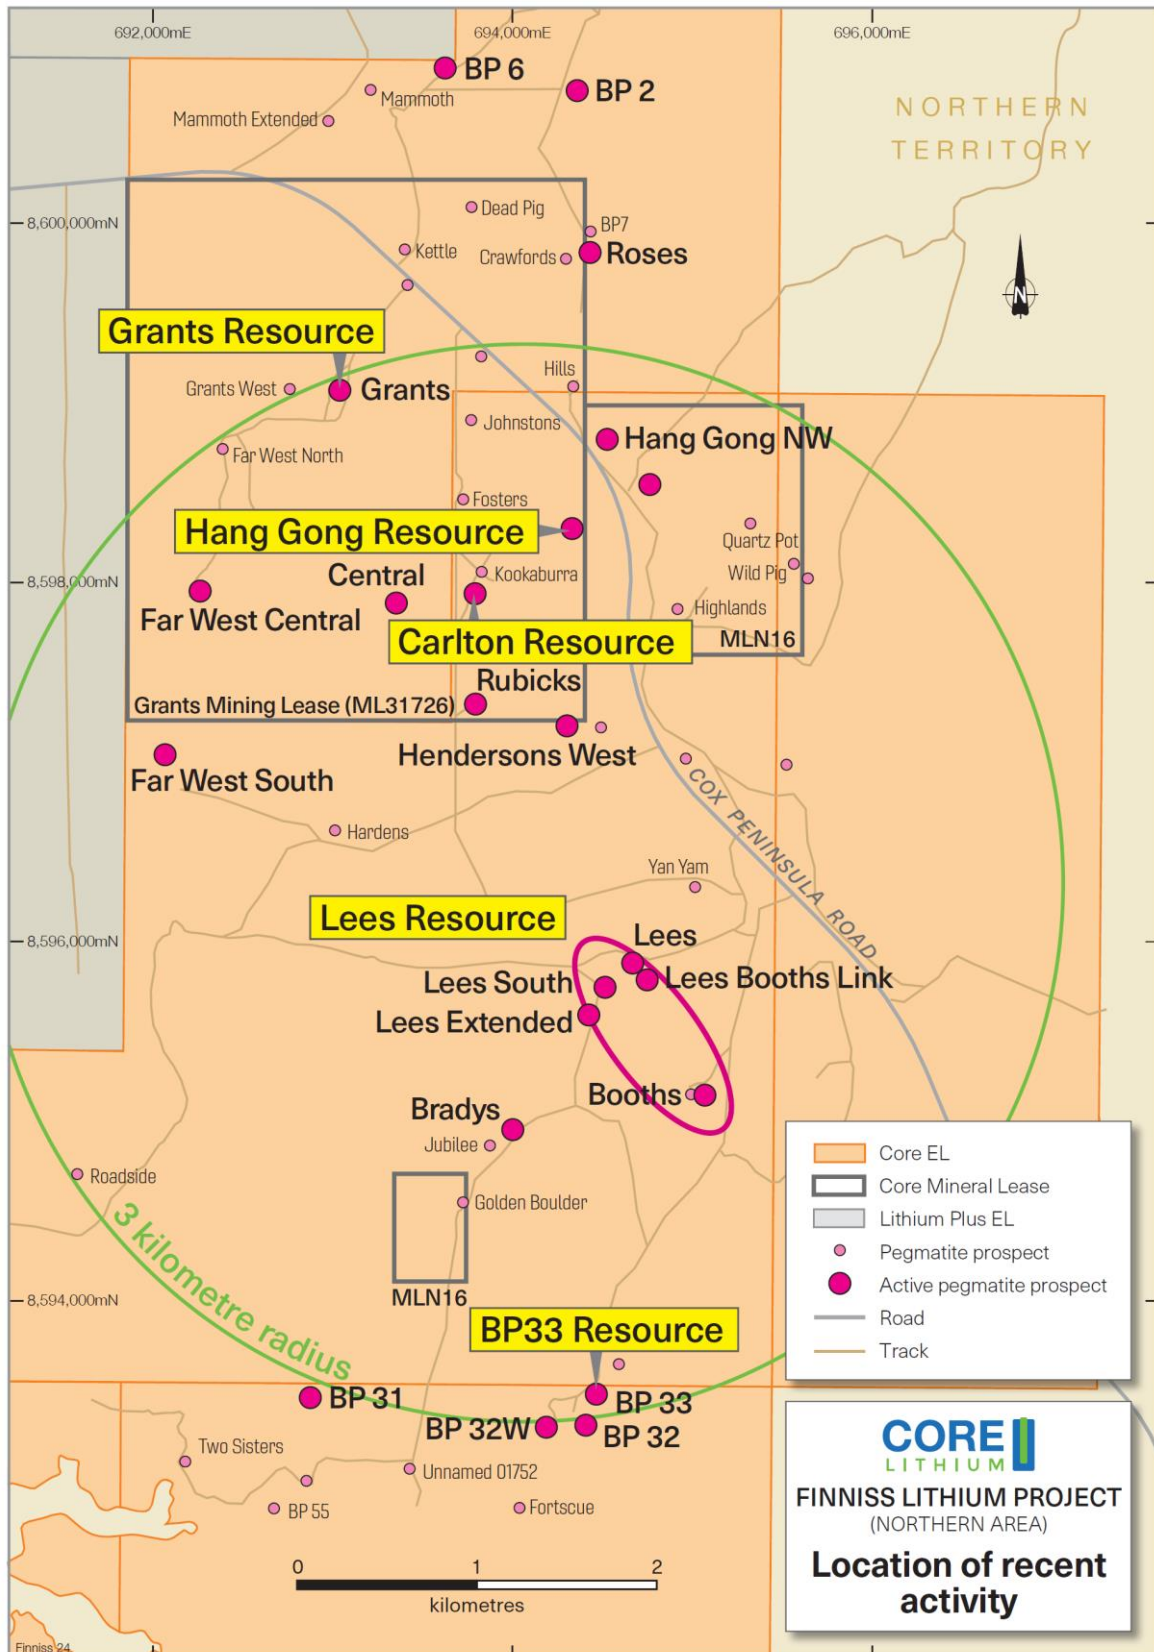 692,000mE
694,000mE
696,000mE
BP 6
BP 2
Mammoth
Mammoth Extended
NORTHERN
TERRITORY
8,600,000mN
Dead Pig
BP7
Kettle
Crawfords
Roses
N
Grants Resource
Hills
Grants West
Grants
Johnstons
Hang Gong NW
Far West North
Fosters
Hang Gong Resource
Quartz Pot
Central
Kookaburra
Wild Pig
8,598,000mN
Far West Central
Highlands
Carlton Resource
MLN16
Rubicks
Grants Mining Lease (ML31726)
Hendersons West
Far West South
COX PENINSULA ROAD
Hardens
Yan Yam
Lees Resource
8,596,000mN
Lees
Lees South
Lees Booths Link
Lees Extended
Booths
Bradys
Jubilee
Roadside
Golden Boulder
3 kilometre radius
MLN16
8,594,000mN
BP33 Resource
BP 31
BP 33
BP 32W
BP 32
Two Sisters
Unnamed 01752
BP 55
Fortscue
0 1 2
kilometres
Finniss 24
Core EL
Core Mineral Lease
Lithium Plus EL
Pegmatite prospect
Active pegmatite prospect
Road
Track
CORE
LITHIUM
FINNISS LITHIUM PROJECT
(NORTHERN AREA)
Location of recent
activity